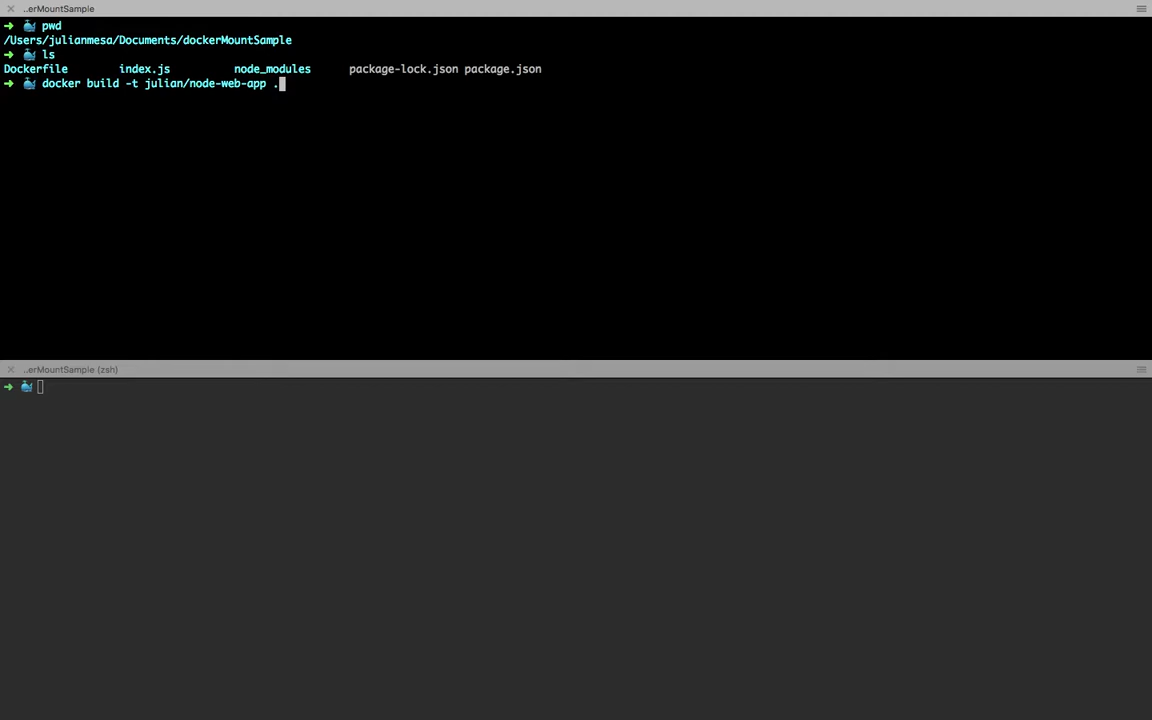 ..erMountSample
➜ 🐳 pwd
/Users/julianmesa/Documents/dockerMountSample
➜ 🐳 ls
Dockerfile index.js node_modules package-lock.json package.json
➜ 🐳 docker build -t julian/node-web-app .
..erMountSample (zsh)
➜ 🐳